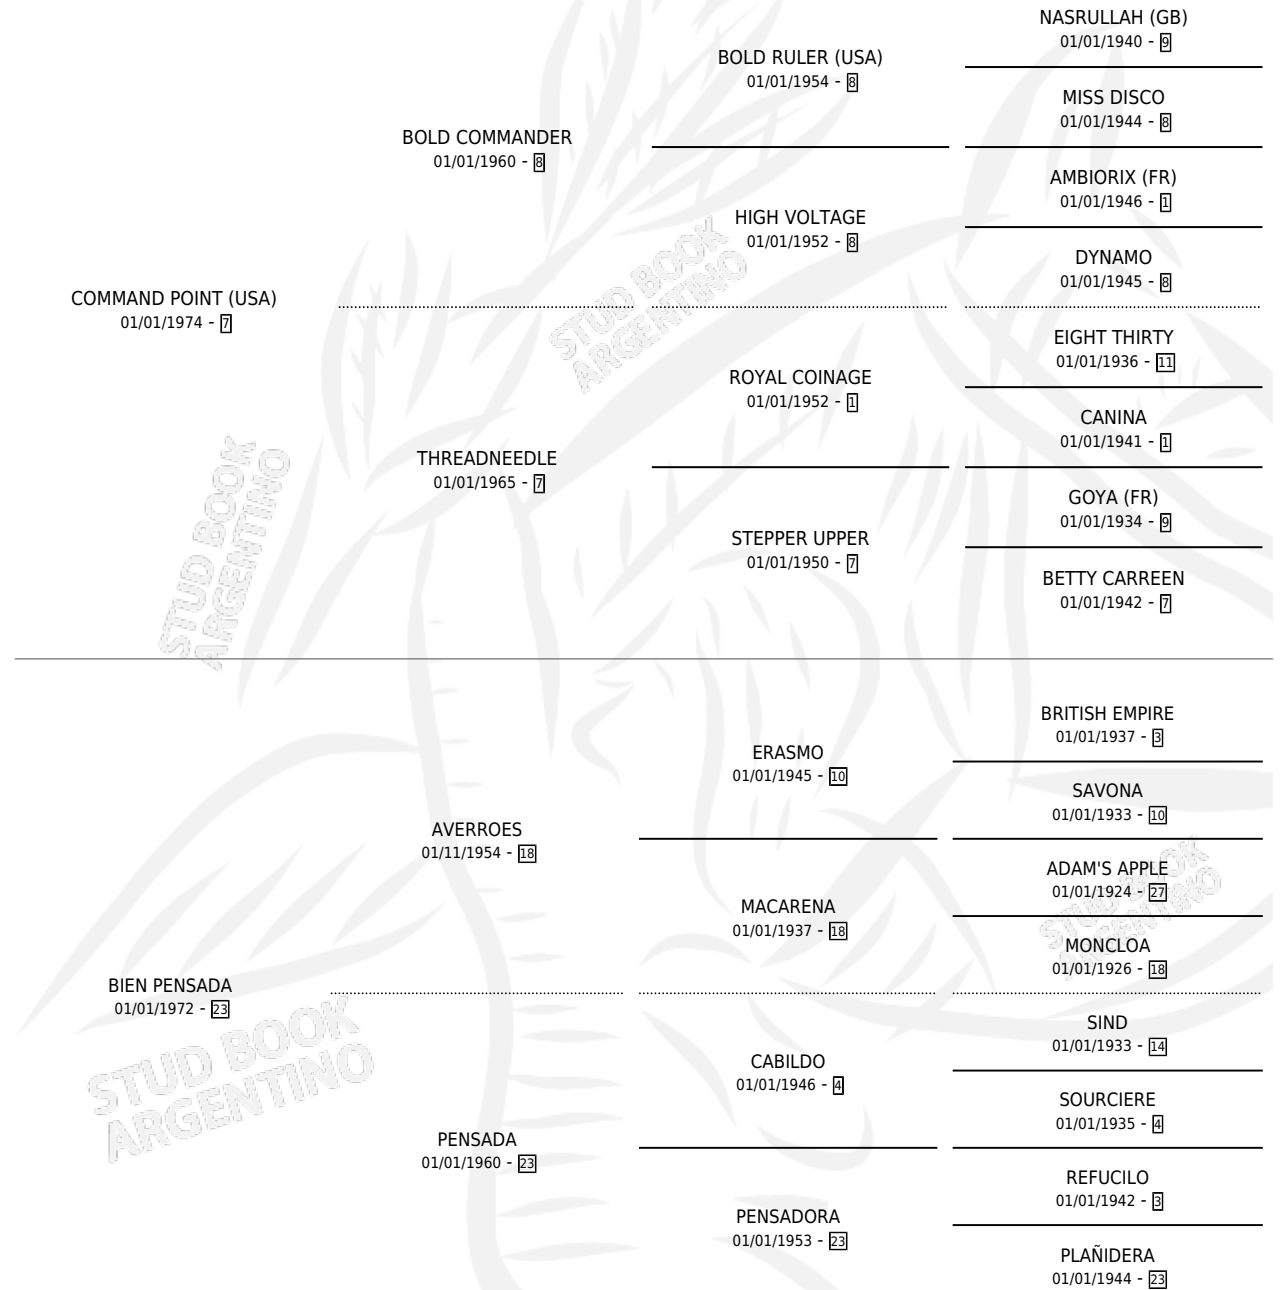 NASRULLAH (GB)
01/01/1940 - 9
BOLD RULER (USA)
01/01/1954 - 8
MISS DISCO
01/01/1944 - 8
BOLD COMMANDER
01/01/1960 - 8
AMBIORIX (FR)
01/01/1946 - 1
HIGH VOLTAGE
01/01/1952 - 8
DYNAMO
01/01/1945 - 8
COMMAND POINT (USA)
01/01/1974 - 7
EIGHT THIRTY
01/01/1936 - 11
ROYAL COINAGE
01/01/1952 - 1
CANINA
01/01/1941 - 1
THREADNEEDLE
01/01/1965 - 7
GOYA (FR)
01/01/1934 - 9
STEPPER UPPER
01/01/1950 - 7
BETTY CARREEN
01/01/1942 - 7
BRITISH EMPIRE
01/01/1937 - 3
ERASMO
01/01/1945 - 10
SAVONA
01/01/1933 - 10
AVERROES
01/11/1954 - 18
ADAM'S APPLE
01/01/1924 - 27
MACARENA
01/01/1937 - 18
MONCLOA
01/01/1926 - 18
BIEN PENSADA
01/01/1972 - 23
SIND
01/01/1933 - 14
CABILDO
01/01/1946 - 4
SOURCIERE
01/01/1935 - 4
PENSADA
01/01/1960 - 23
REFUCILO
01/01/1942 - 3
PENSADORA
01/01/1953 - 23
PLAÑIDERA
01/01/1944 - 23
STUD BOOK
ARGENTINO
STUD BOOK
ARGENTINO
STUD BOOK
ARGENTINO
STUD BOOK
ARGENTINO